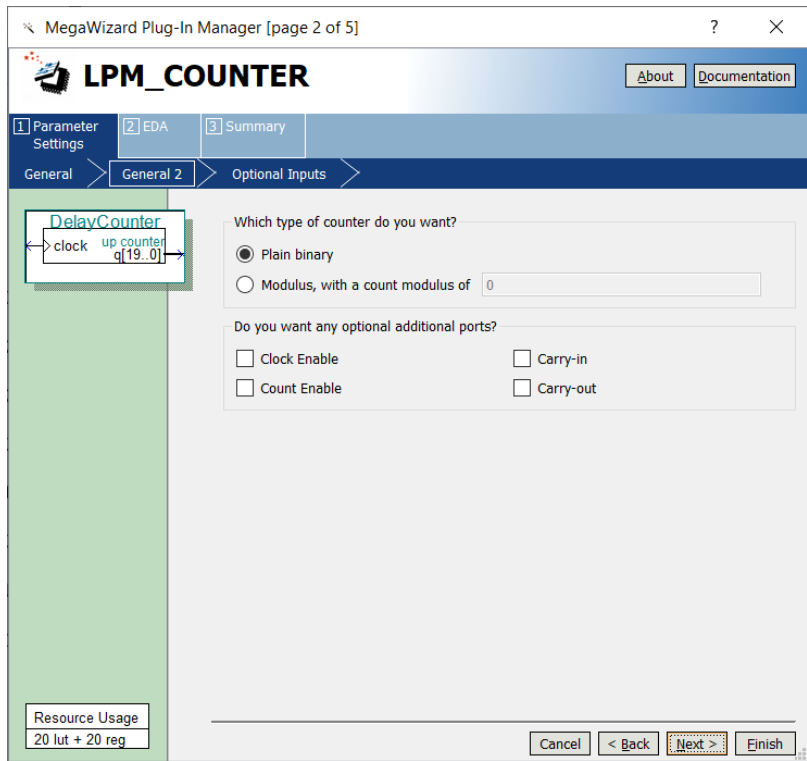 MegaWizard Plug-In Manager [page 2 of 5]
?
LPM_COUNTER
About
Documentation
1 Parameter Settings
2 EDA
3 Summary
General
General 2
Optional Inputs
DelayCounter
up counter
clock
q[19..0]
Which type of counter do you want?
Plain binary
Modulus, with a count modulus of
0
Do you want any optional additional ports?
Clock Enable
Carry-in
Count Enable
Carry-out
Resource Usage
20 lut + 20 reg
Cancel
< Back
Next >
Finish